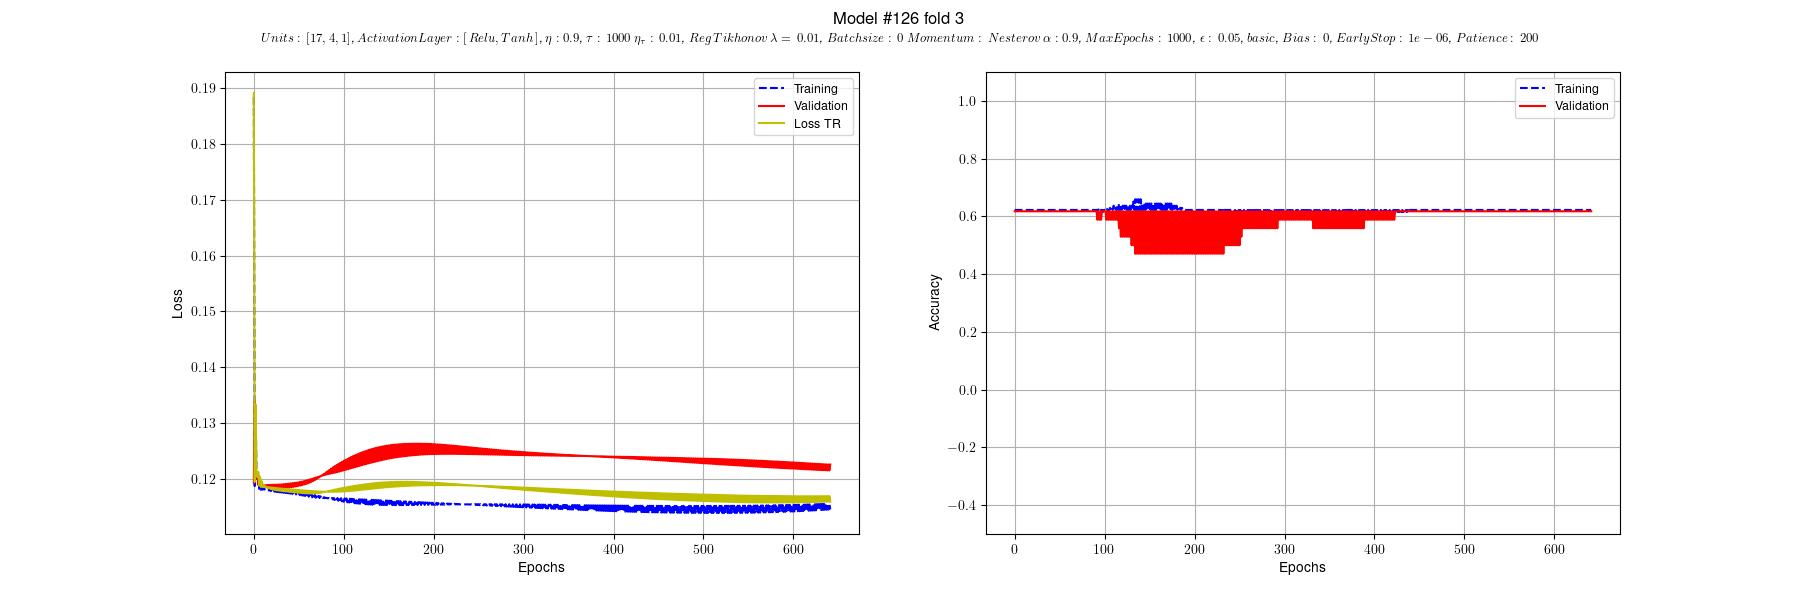 Model #126 fold 3
Units : [17, 4, 1], ActivationLayer : [ Relu, Tanh], η : 0.9, τ : 1000 ητ : 0.01, Reg Tikhonov λ = 0.01, Batchsize : 0 Momentum : Nesterov α : 0.9, MaxEpochs : 1000, ϵ : 0.05, basic, Bias : 0, EarlyStop : 1e − 06, Patience : 200
Training
Validation
Loss TR
0.19
0.18
0.17
0.16
0.15
0.14
0.13
0.12
Loss
0 100 200 300 400 500 600
Epochs
Training
Validation
1.0
0.8
0.6
0.4
0.2
0.0
−0.2
−0.4
Accuracy
0 100 200 300 400 500 600
Epochs